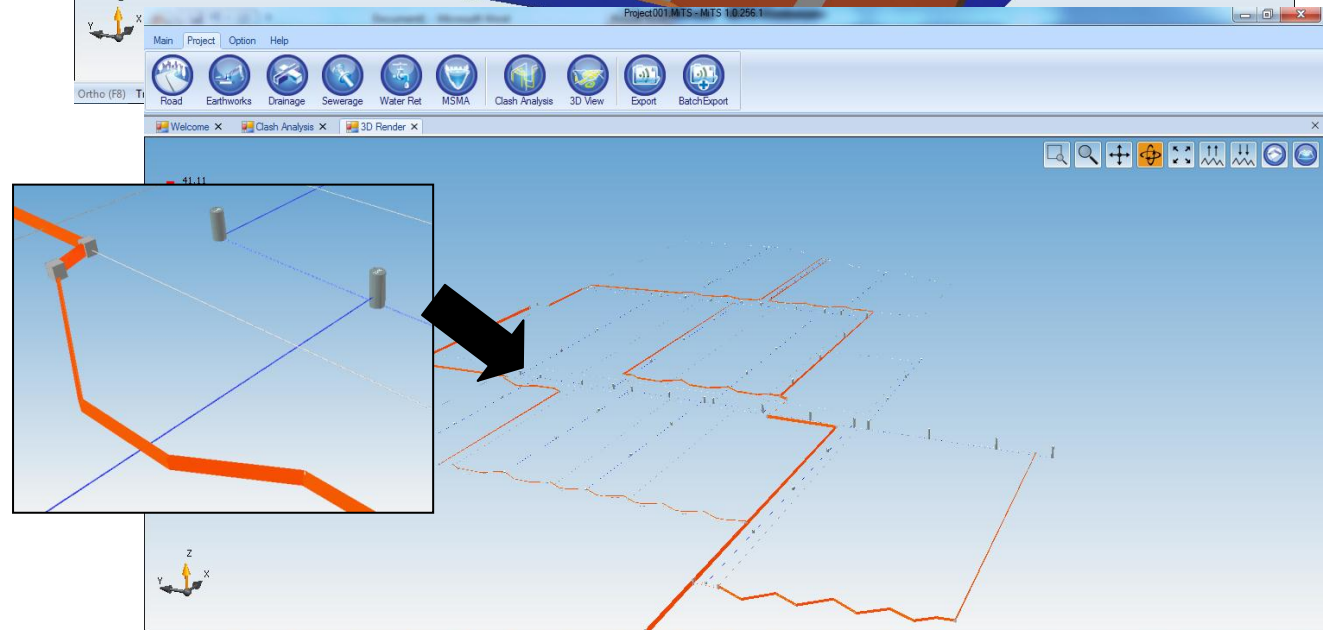 Y X
Ortho (F8)
Project001.MiTS - MiTS 1.0.256.1
Main Project Option Help
Road Earthworks Drainage Sewerage Water Ret MSMA Clash Analysis 3D View Export BatchExport
Welcome Clash Analysis 3D Render
41.11
Z
Y X